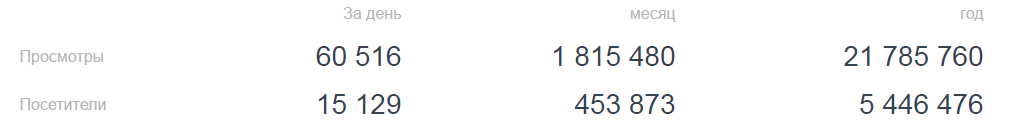 За день месяц год
Просмотры 60 516 1 815 480 21 785 760
Посетители 15 129 453 873 5 446 476